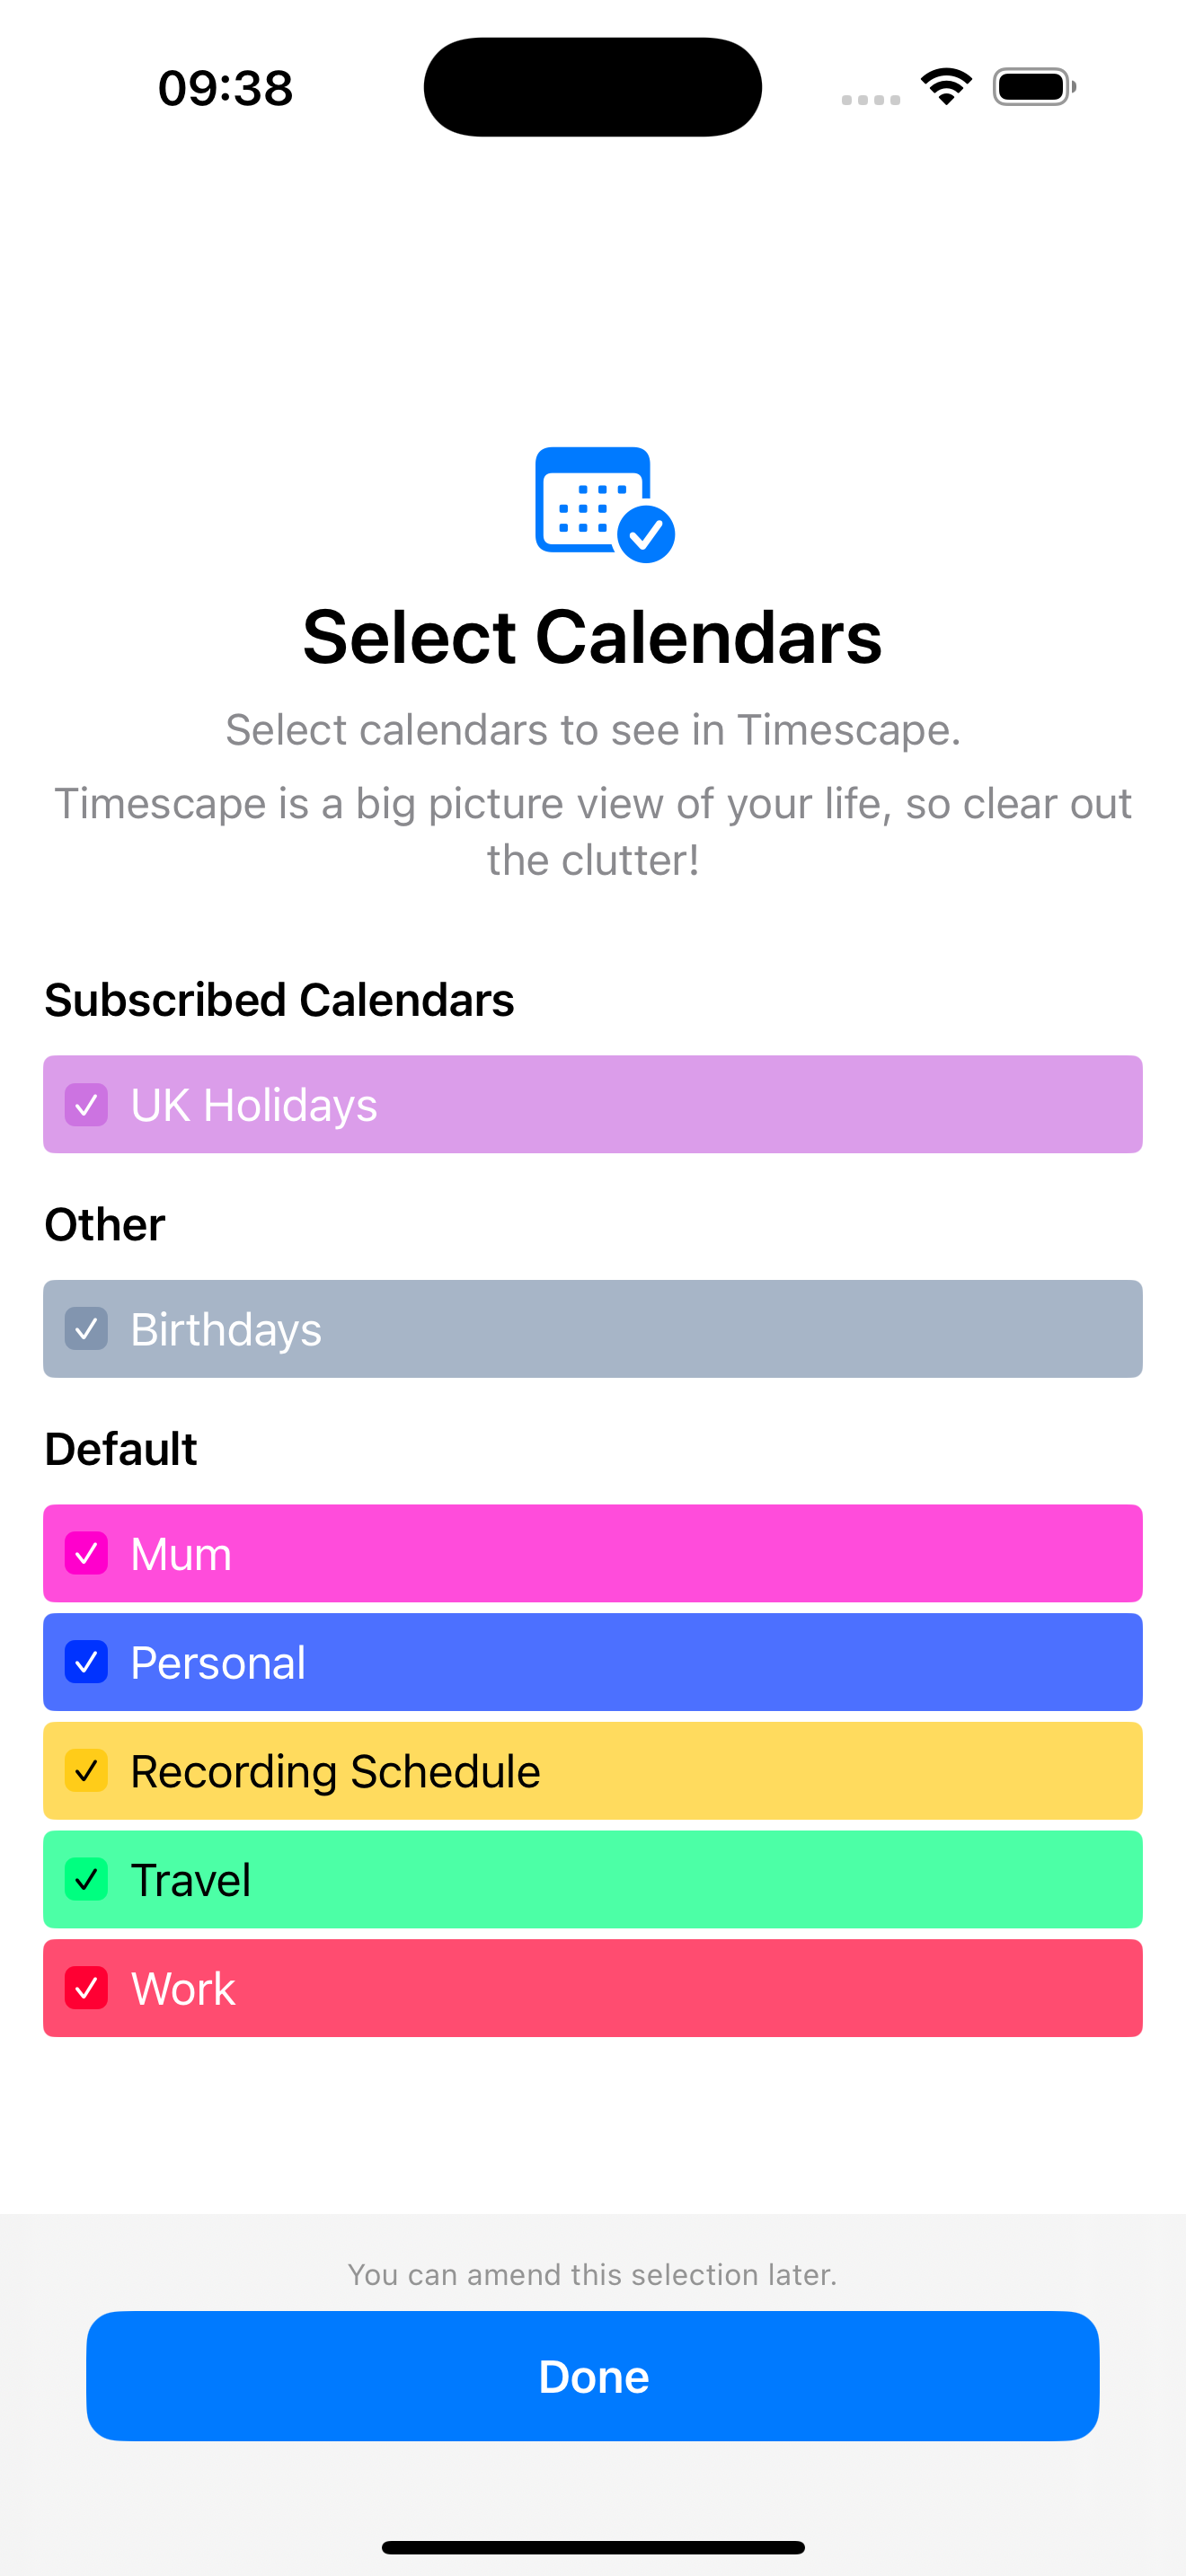 09:38
Select Calendars
Select calendars to see in Timescape.
Timescape is a big picture view of your life, so clear out
the clutter!
Subscribed Calendars
UK Holidays
Other
Birthdays
Default
Mum
Personal
Recording Schedule
Travel
Work
You can amend this selection later.
Done